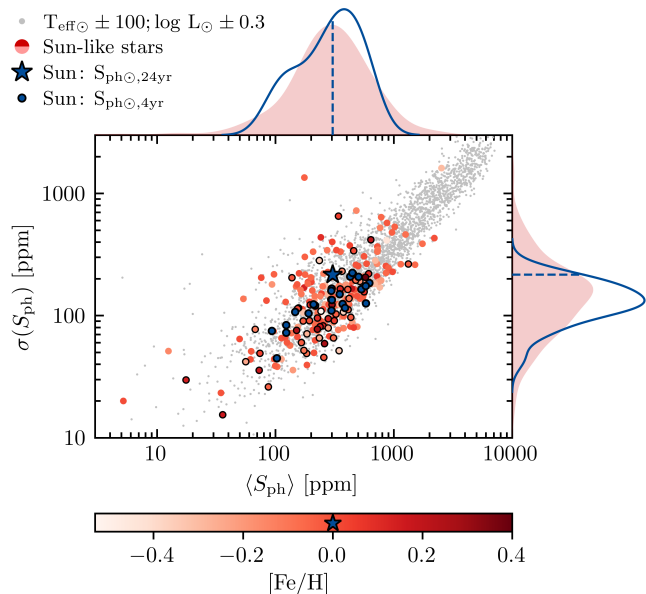 T_eff⊙ ± 100; log L⊙ ± 0.3
Sun-like stars
Sun: S_ph⊙,24yr
Sun: S_ph⊙,4yr
1000
100
10
σ(S_ph) [ppm]
10 100 1000 10000
⟨S_ph⟩ [ppm]
−0.4 −0.2 0.0 0.2 0.4
[Fe/H]